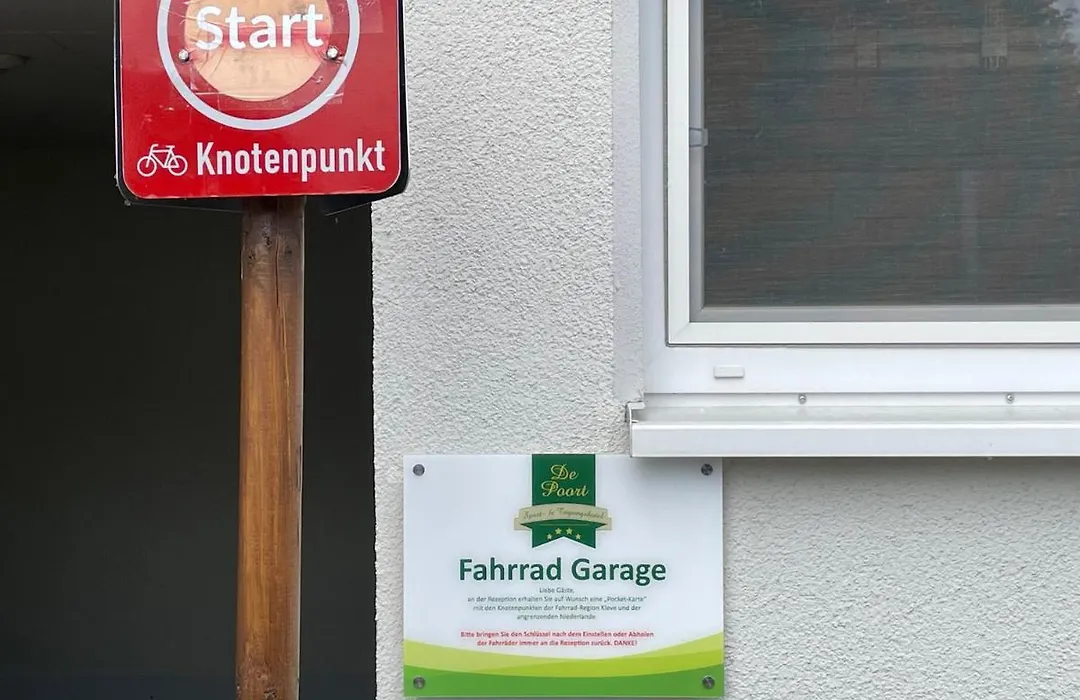 Start
Knotenpunkt
De
Poort
Sport- & Tagungshotel
Fahrrad Garage
Liebe Gäste,
an der Rezeption erhalten Sie auf Wunsch eine „Pocket-Karte"
mit den Knotenpunkten der Fahrrad-Region Kleve und der
angrenzenden Niederlande.
Bitte bringen Sie den Schlüssel nach dem Einstellen oder Abholen
der Fahrräder immer an die Rezeption zurück. DANKE!